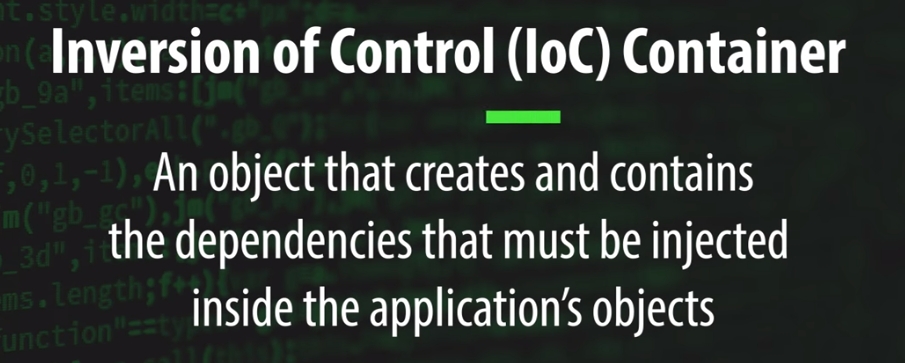 Inversion of Control (IoC) Container
An object that creates and contains
the dependencies that must be injected
inside the application's objects